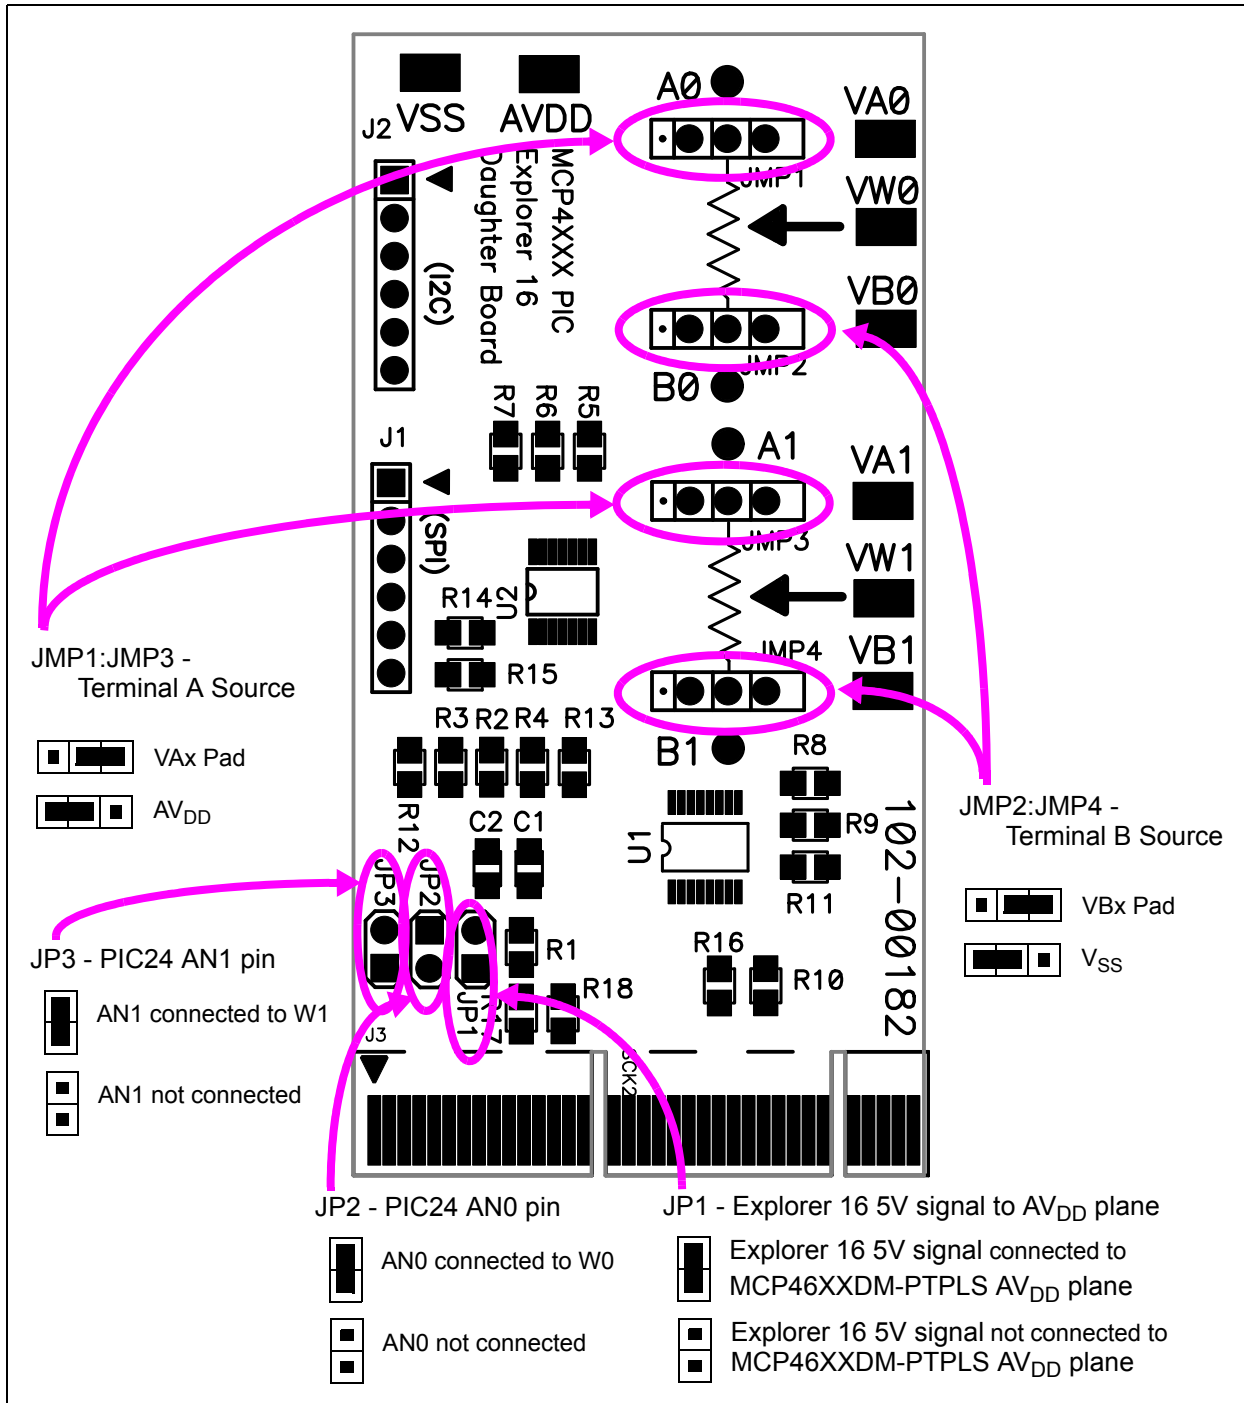 VSS
AVDD
A0
VA0
J2
JMP1
VW0
MCP4XXX PIC
Explorer 16
Daughter Board
(I2C)
VB0
JMP2
B0
R7
R6
R5
J1
A1
VA1
(SPI)
JMP3
VW1
U2
R14
R15
JMP4
VB1
B1
R3
R2
R4
R13
R8
R12
C2
C1
U1
R9
R11
102-00182
JP3
JP2
JP1
R1
R17
R18
R16
R10
J3
SCK2
JMP1:JMP3 -
Terminal A Source
VAx Pad
AVDD
JMP2:JMP4 -
Terminal B Source
VBx Pad
VSS
JP3 - PIC24 AN1 pin
AN1 connected to W1
AN1 not connected
JP2 - PIC24 AN0 pin
AN0 connected to W0
AN0 not connected
JP1 - Explorer 16 5V signal to AVDD plane
Explorer 16 5V signal connected to
MCP46XXDM-PTPLS AVDD plane
Explorer 16 5V signal not connected to
MCP46XXDM-PTPLS AVDD plane